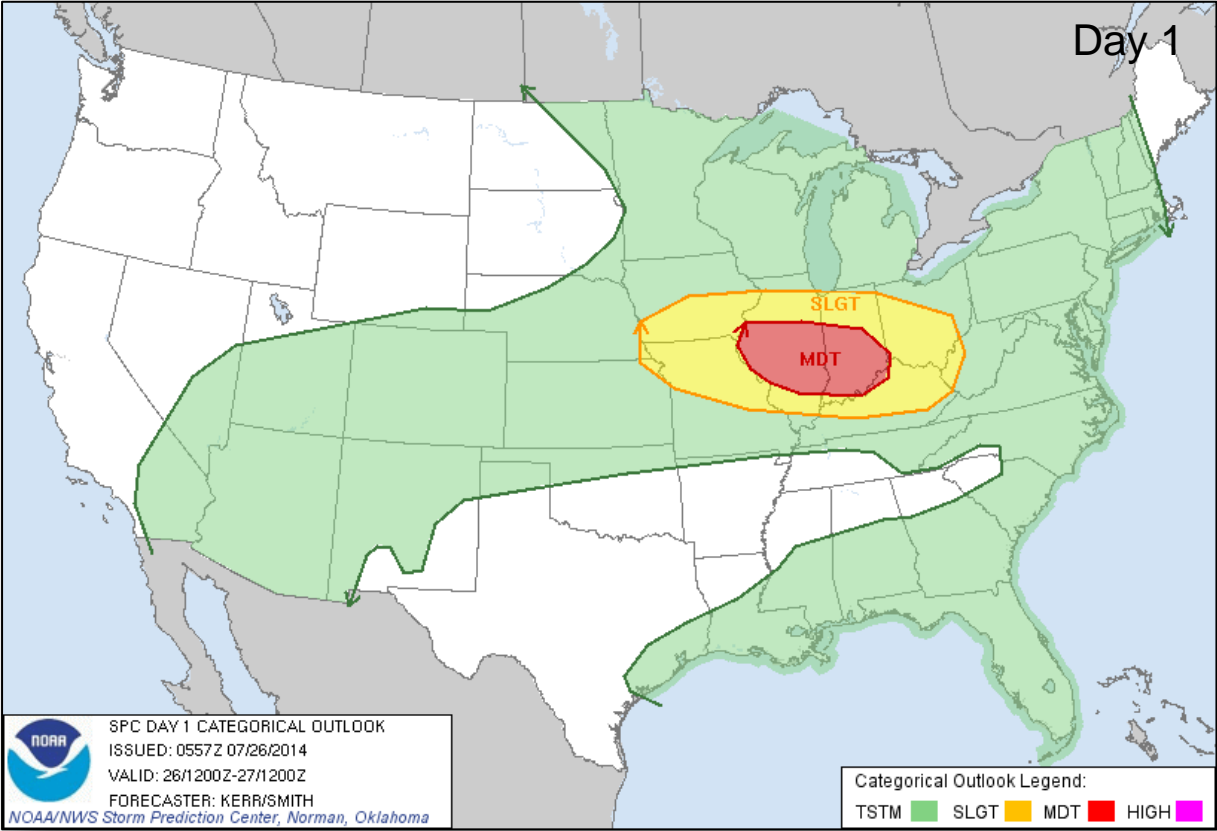 Day 1
SLGT
MDT
NOAA
SPC DAY 1 CATEGORICAL OUTLOOK
ISSUED: 0557Z 07/26/2014
VALID: 26/1200Z-27/1200Z
FORECASTER: KERR/SMITH
NOAA/NWS Storm Prediction Center, Norman, Oklahoma
Categorical Outlook Legend:
TSTM SLGT MDT HIGH